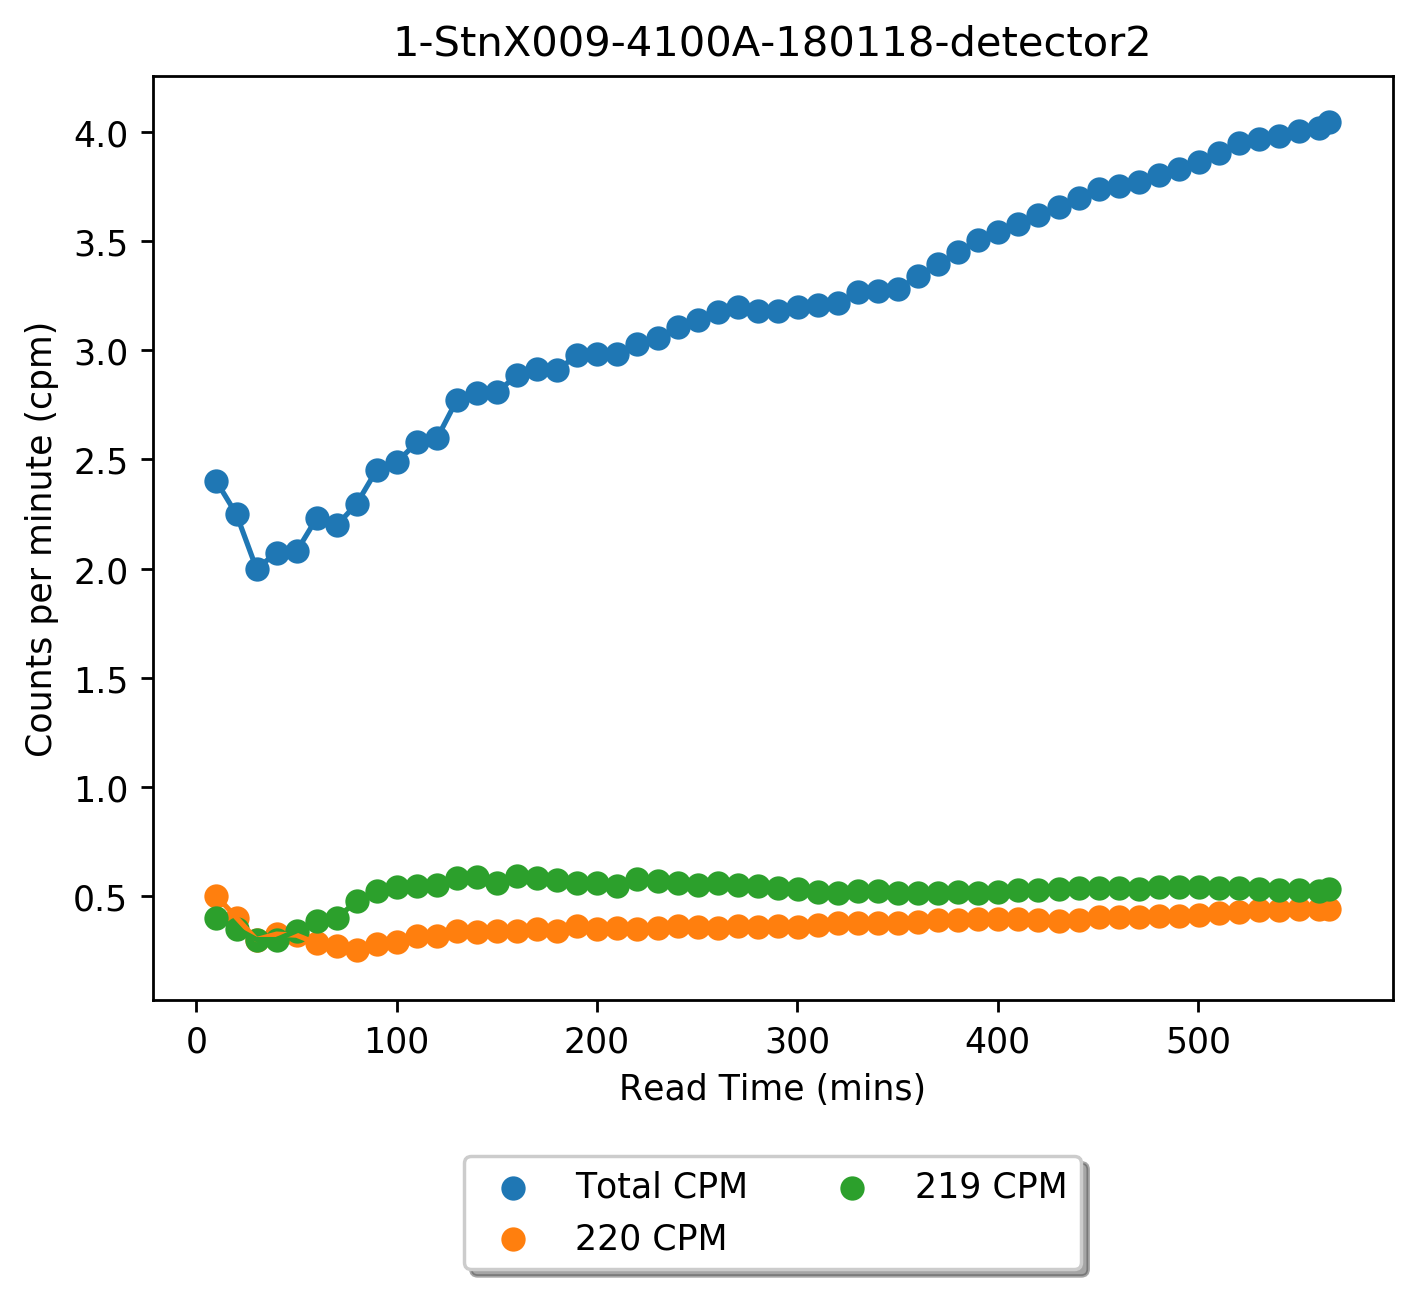 1-StnX009-4100A-180118-detector2
Counts per minute (cpm)
4.0
3.5
3.0
2.5
2.0
1.5
1.0
0.5
0 100 200 300 400 500
Read Time (mins)
Total CPM 219 CPM
220 CPM